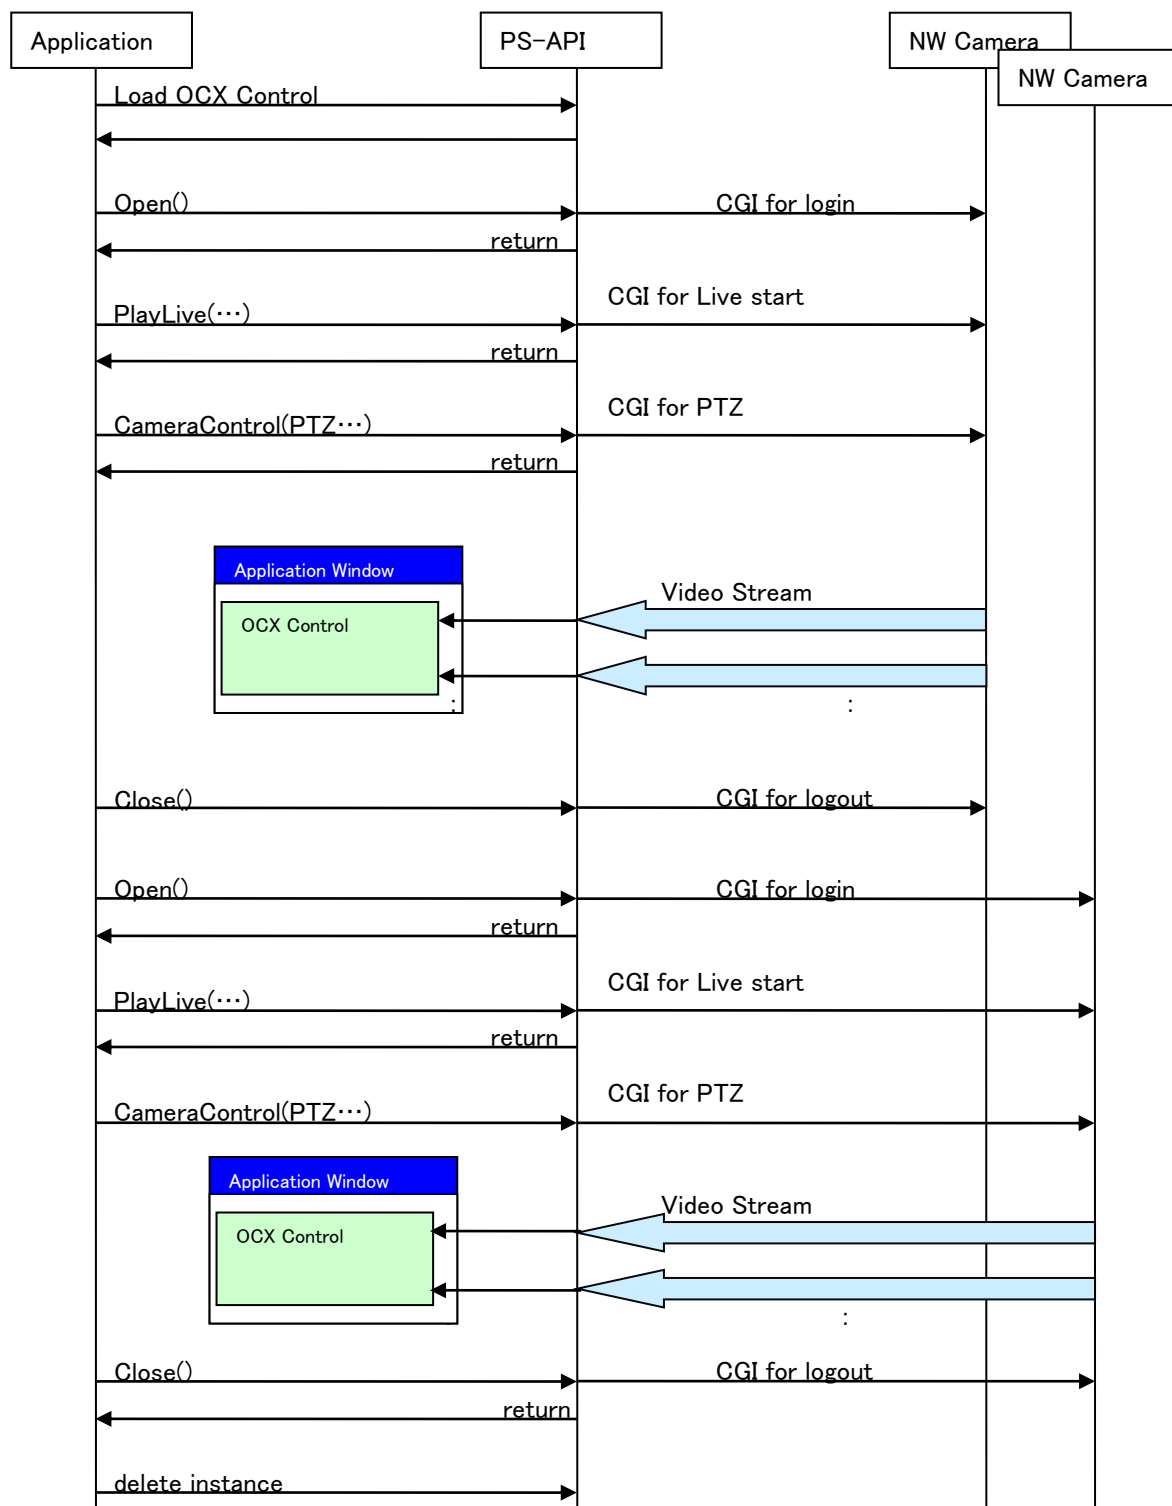 Application
PS-API
NW Camera
NW Camera
Load OCX Control
Open()
CGI for login
return
CGI for Live start
PlayLive(…)
return
CGI for PTZ
CameraControl(PTZ…)
return
Application Window
Video Stream
OCX Control
:
:
Close()
CGI for logout
Open()
CGI for login
return
CGI for Live start
PlayLive(…)
return
CGI for PTZ
CameraControl(PTZ…)
Application Window
Video Stream
OCX Control
:
Close()
CGI for logout
return
delete instance